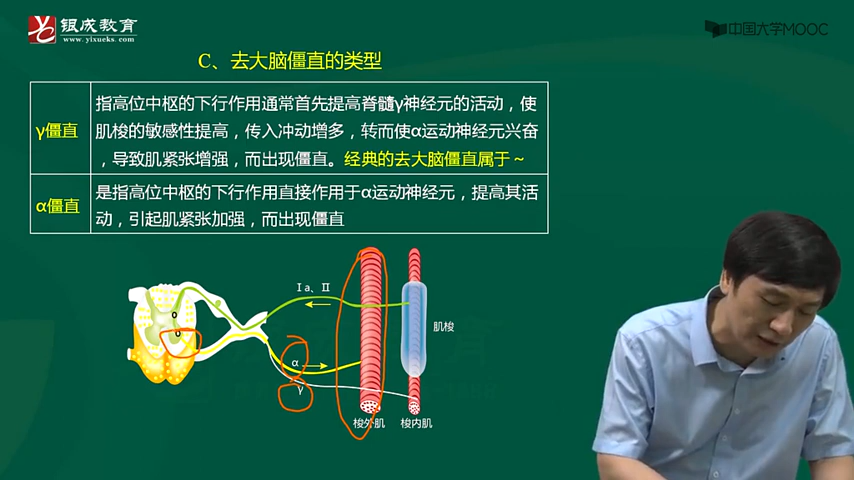 银成教育
www.yixueks.com
中国大学MOOC
C、去大脑僵直的类型
γ僵直
指高位中枢的下行作用通常首先提高脊髓γ神经元的活动，使
肌梭的敏感性提高，传入冲动增多，转而使α运动神经元兴奋
，导致肌紧张增强，而出现僵直。经典的去大脑僵直属于～
α僵直
是指高位中枢的下行作用直接作用于α运动神经元，提高其活
动，引起肌紧张加强，而出现僵直
Ⅰa、Ⅱ
肌梭
α
γ
梭外肌
梭内肌